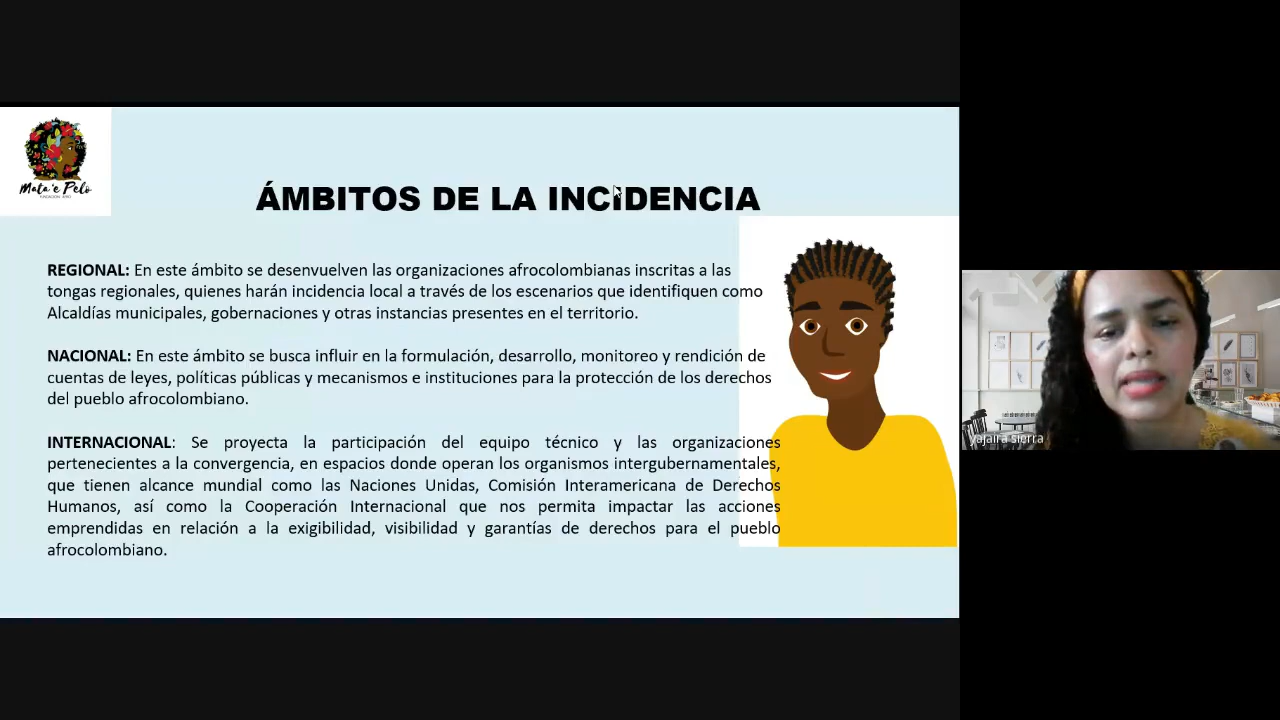 Mata'e Pelo
ÁMBITOS DE LA INCIDENCIA
REGIONAL: En este ámbito se desenvuelven las organizaciones afrocolombianas inscritas a las
tongas regionales, quienes harán incidencia local a través de los escenarios que identifiquen como
Alcaldías municipales, gobernaciones y otras instancias presentes en el territorio.
NACIONAL: En este ámbito se busca influir en la formulación, desarrollo, monitoreo y rendición de
cuentas de leyes, políticas públicas y mecanismos e instituciones para la protección de los derechos
del pueblo afrocolombiano.
INTERNACIONAL: Se proyecta la participación del equipo técnico y las organizaciones
pertenecientes a la convergencia, en espacios donde operan los organismos intergubernamentales,
que tienen alcance mundial como las Naciones Unidas, Comisión Interamericana de Derechos
Humanos, así como la Cooperación Internacional que nos permita impactar las acciones
emprendidas en relación a la exigibilidad, visibilidad y garantías de derechos para el pueblo
afrocolombiano.
yajaira sierra